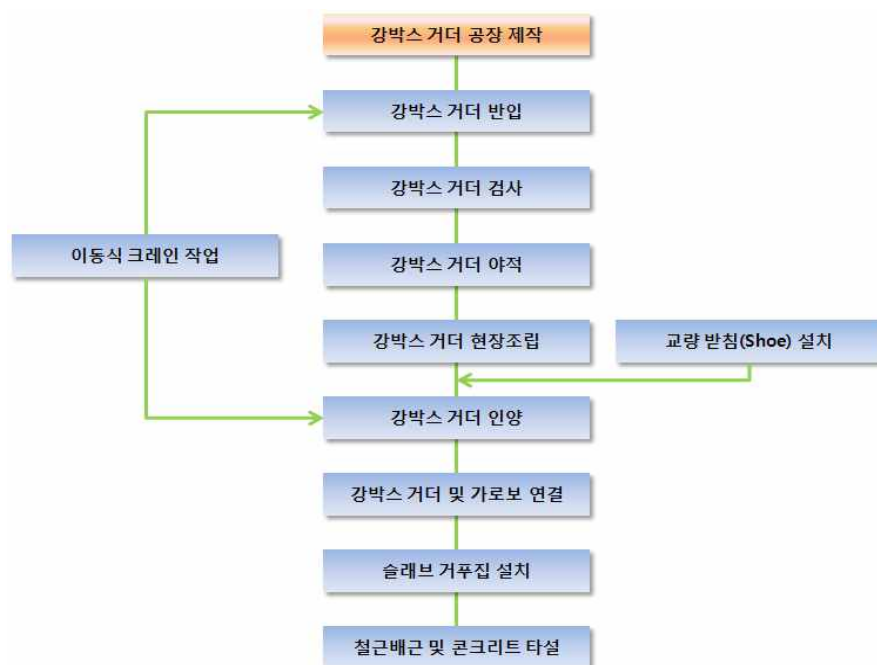 강박스 거더 공장 제작
강박스 거더 반입
강박스 거더 검사
이동식 크레인 작업
강박스 거더 야적
강박스 거더 현장조립
교량 받침(Shoe) 설치
강박스 거더 인양
강박스 거더 및 가로보 연결
슬래브 거푸집 설치
철근배근 및 콘크리트 타설